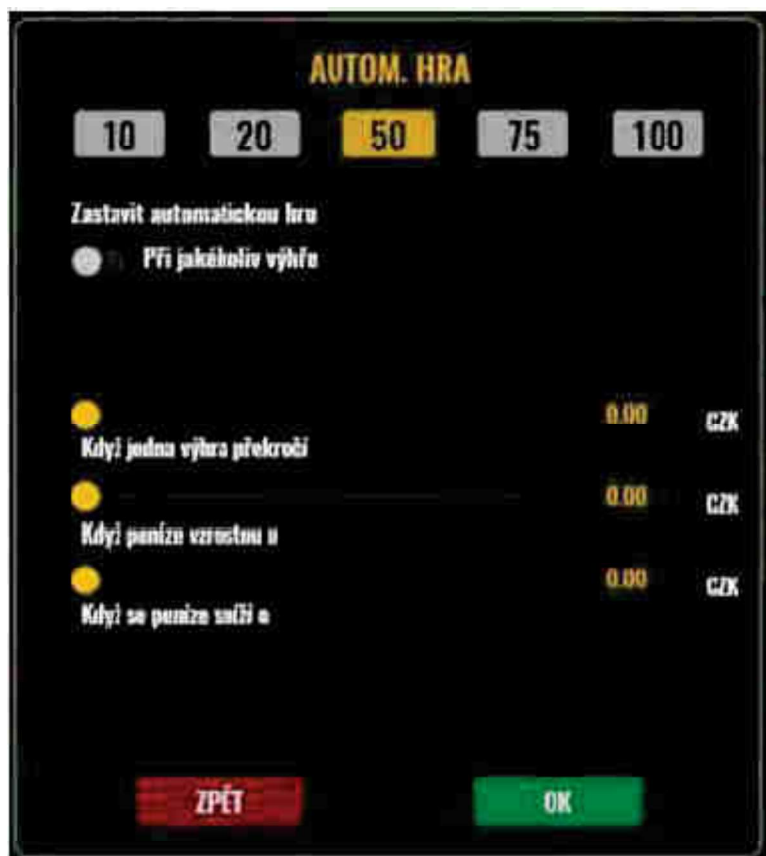 AUTOM. HRA
10 20 50 75 100
Zastavit automatickou hru
Při jakékoliv výhře
0.00 CZK
Když jedna výhra překročí
0.00 CZK
Když peníze vzrostou o
0.00 CZK
Když se peníze sníží o
ZPĚT OK